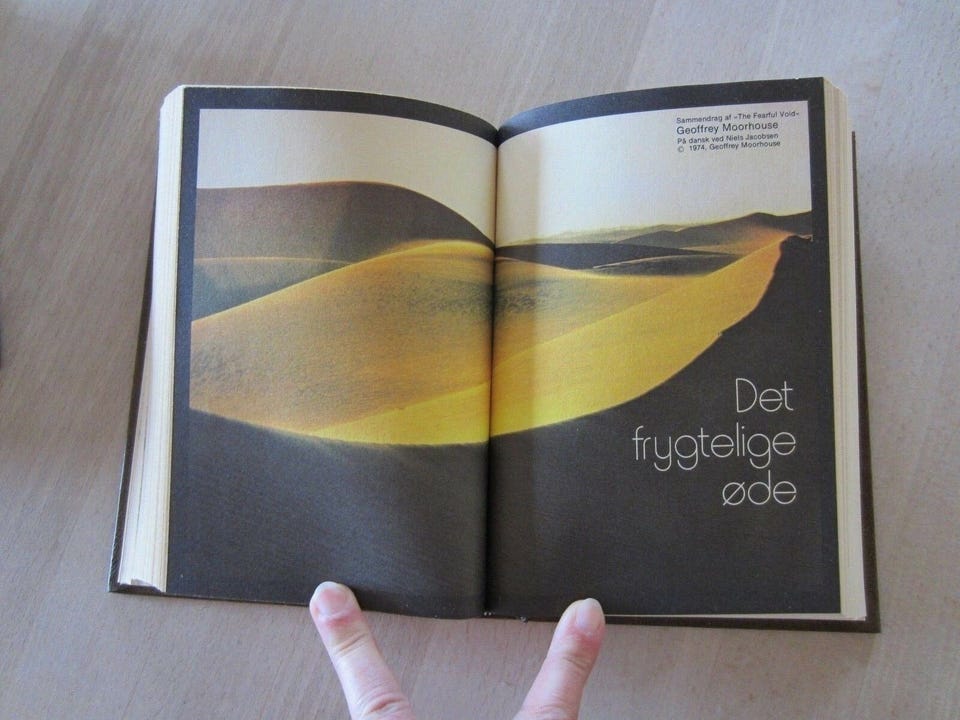 Sammendrag af »The Fearful Void«
Geoffrey Moorhouse
På dansk ved Niels Jacobsen
© 1974, Geoffrey Moorhouse
Det
frygtelige
øde